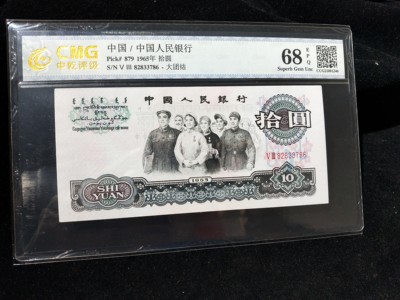 CMG
中乾评级
中国 / 中国人民银行
Pick# 879 1965年 拾圆
S/N V III 82833786 - 大团结
68
EPQ
Superb Gem Unc
中国人民银行
拾圆
VIII 82833786
1965
SHI
YUAN
10